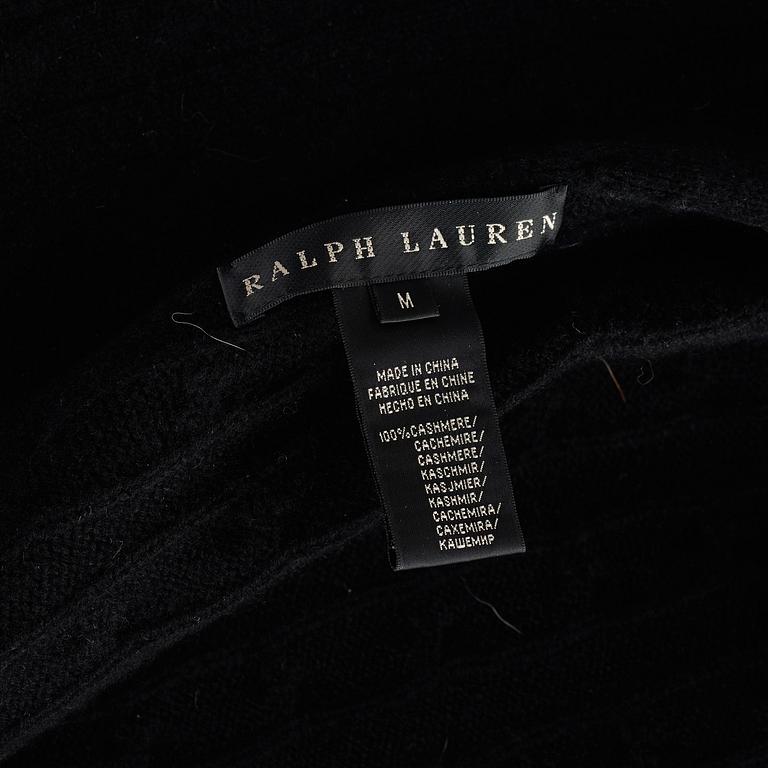 RALPH LAUREN
M
MADE IN CHINA
FABRIQUE EN CHINE
HECHO EN CHINA
100% CASHMERE/
CACHEMIRE/
CASHMERE/
KASCHMIR/
KASJMIER/
KASHMIR/
CACHEMIRA/
CAXEMIRA/
КАШЕМИР